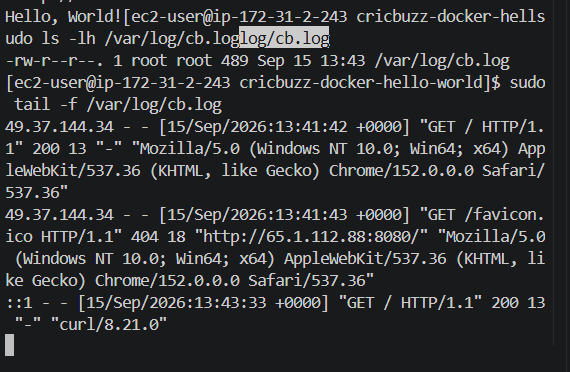 Hello, World![ec2-user@ip-172-31-2-243 cricbuzz-docker-hells
udo ls -lh /var/log/cb.loglog/cb.log
-rw-r--r--. 1 root root 489 Sep 15 13:43 /var/log/cb.log
[ec2-user@ip-172-31-2-243 cricbuzz-docker-hello-world]$ sudo
 tail -f /var/log/cb.log
49.37.144.34 - - [15/Sep/2026:13:41:42 +0000] "GET / HTTP/1.
1" 200 13 "-" "Mozilla/5.0 (Windows NT 10.0; Win64; x64) App
leWebKit/537.36 (KHTML, like Gecko) Chrome/152.0.0.0 Safari/
537.36"
49.37.144.34 - - [15/Sep/2026:13:41:43 +0000] "GET /favicon.
ico HTTP/1.1" 404 18 "http://65.1.112.88:8080/" "Mozilla/5.0
 (Windows NT 10.0; Win64; x64) AppleWebKit/537.36 (KHTML, li
ke Gecko) Chrome/152.0.0.0 Safari/537.36"
::1 - - [15/Sep/2026:13:43:33 +0000] "GET / HTTP/1.1" 200 13
 "-" "curl/8.21.0"